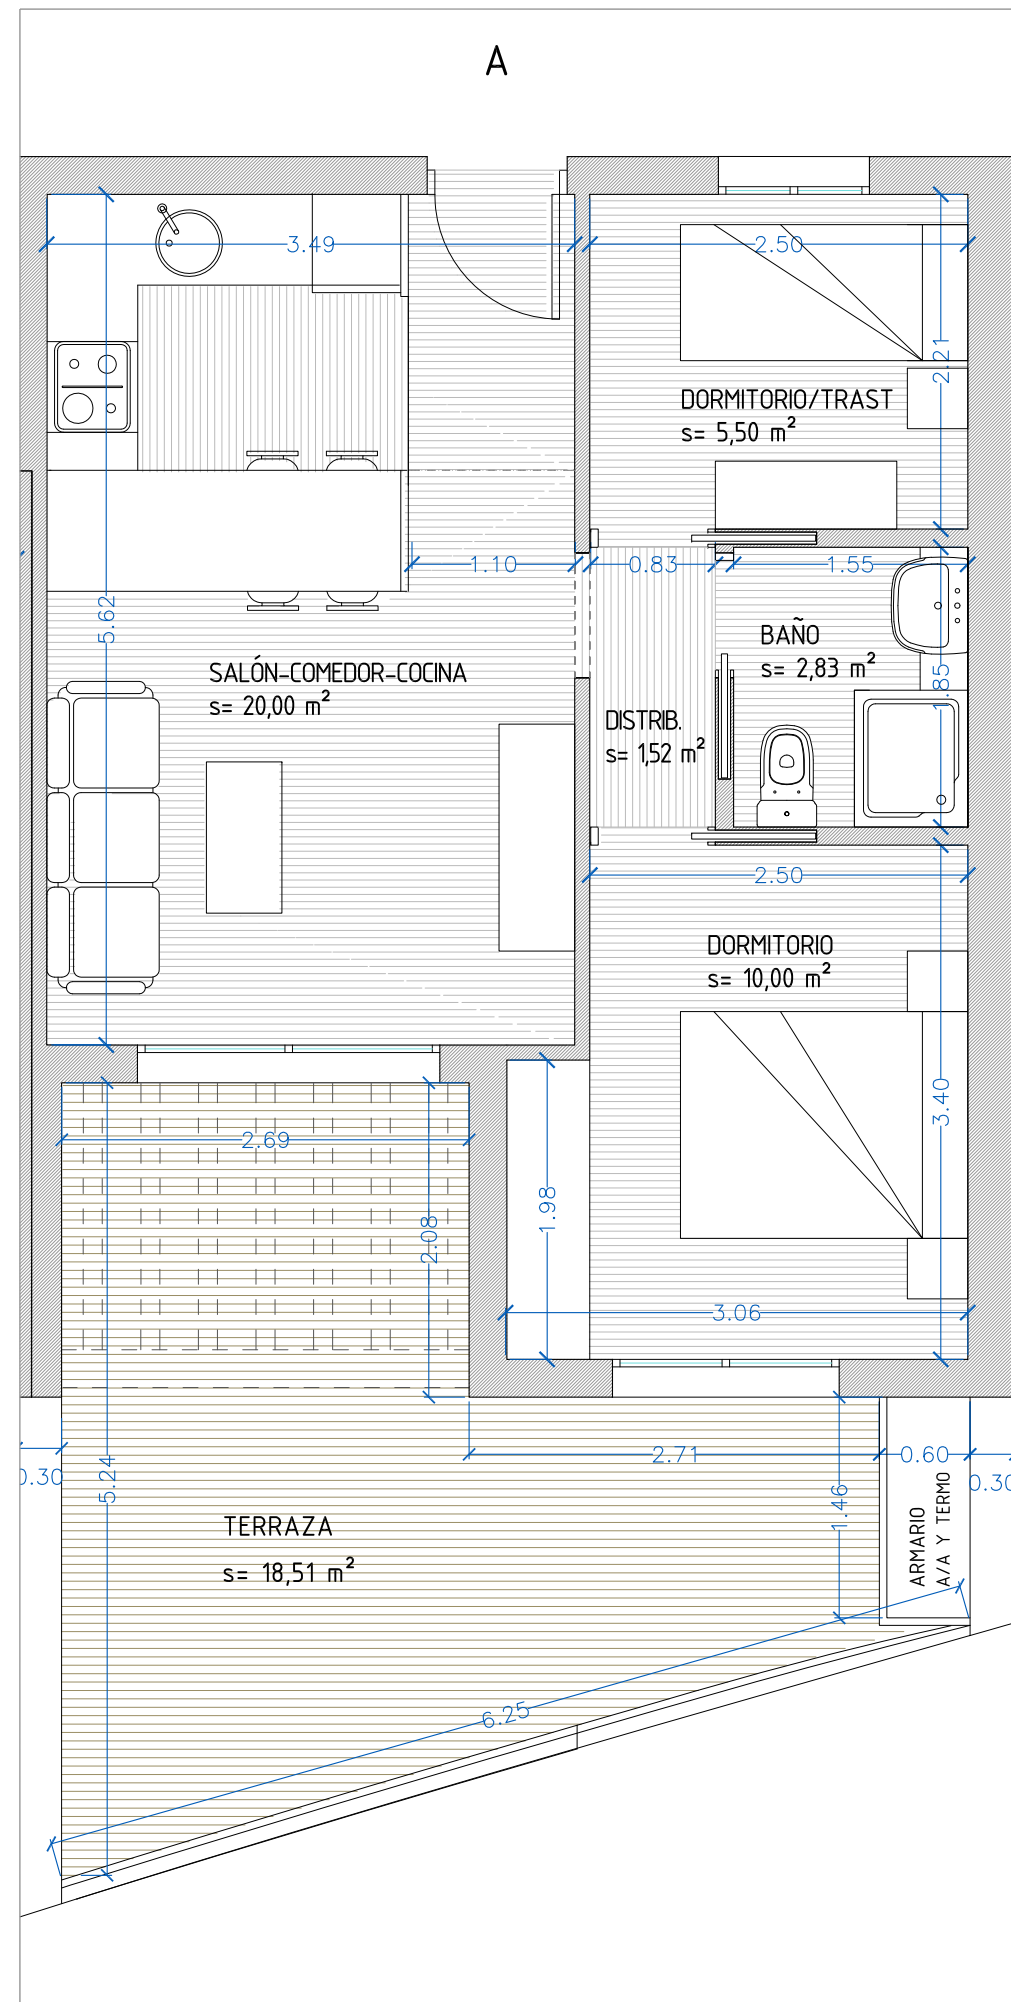 A
3.49
2.50
2.21
DORMITORIO/TRAST
s= 5,50 m²
1.10
0.83
1.55
5.62
BAÑO
s= 2,83 m²
1.85
SALÓN-COMEDOR-COCINA
s= 20,00 m²
DISTRIB.
s= 1,52 m²
2.50
DORMITORIO
s= 10,00 m²
3.40
2.69
2.08
1.98
3.06
2.71
0.60
0.30
0.30
5.24
1.46
ARMARIO
A/A Y TERMO
TERRAZA
s= 18,51 m²
6.25